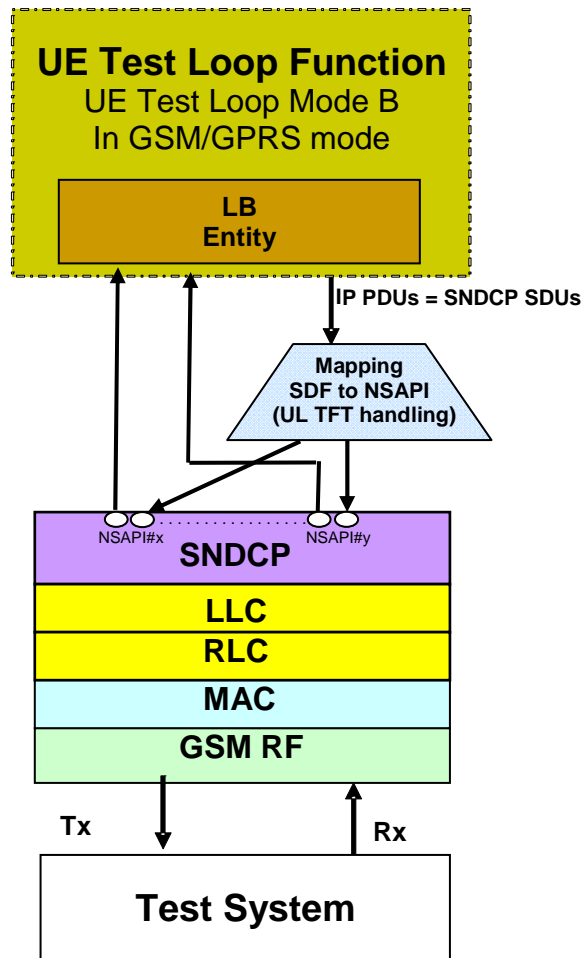 UE Test Loop Function
UE Test Loop Mode B
In GSM/GPRS mode
LB
Entity
IP PDUs = SNDCP SDUs
Mapping
SDF to NSAPI
(UL TFT handling)
NSAPI#x
NSAPI#y
SNDCP
LLC
RLC
MAC
GSM RF
Tx
Rx
Test System